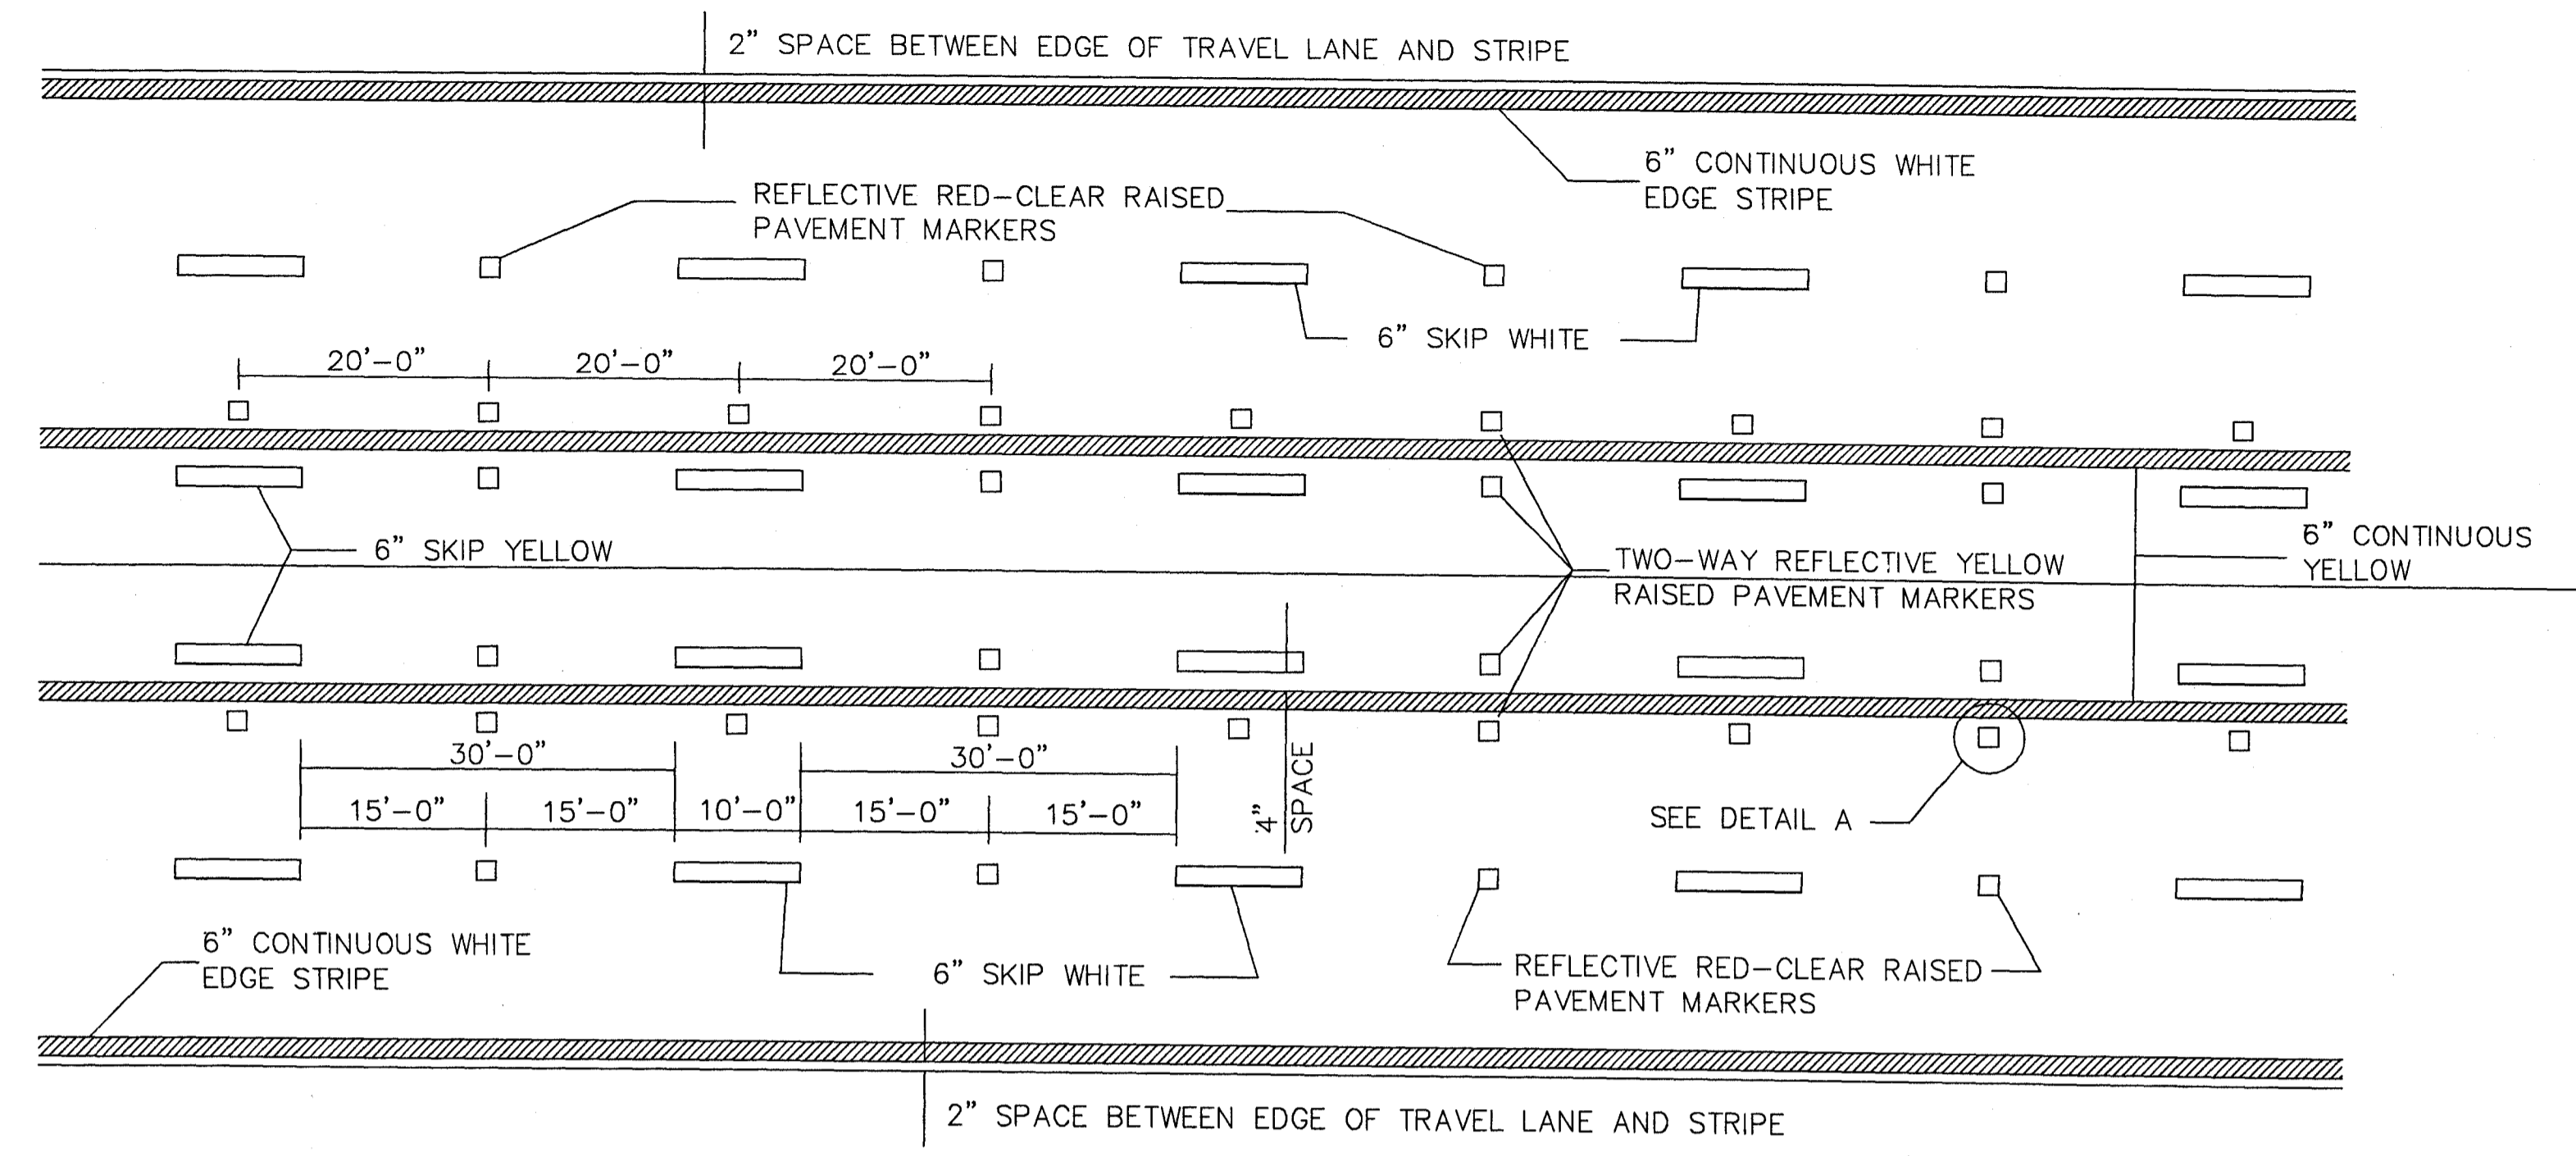 2” SPACE BETWEEN EDGE OF TRAVEL LANE AND STRIPE
6” CONTINUOUS WHITE
EDGE STRIPE
REFLECTIVE RED–CLEAR RAISED
PAVEMENT MARKERS
6” SKIP WHITE
20’–0” 20’–0” 20’–0”
6” SKIP YELLOW
TWO–WAY REFLECTIVE YELLOW
RAISED PAVEMENT MARKERS
6” CONTINUOUS
YELLOW
30’–0” 30’–0”
15’–0” 15’–0” 10’–0” 15’–0” 15’–0”
4”
SPACE
SEE DETAIL A
6” CONTINUOUS WHITE
EDGE STRIPE
6” SKIP WHITE
REFLECTIVE RED–CLEAR RAISED
PAVEMENT MARKERS
2” SPACE BETWEEN EDGE OF TRAVEL LANE AND STRIPE